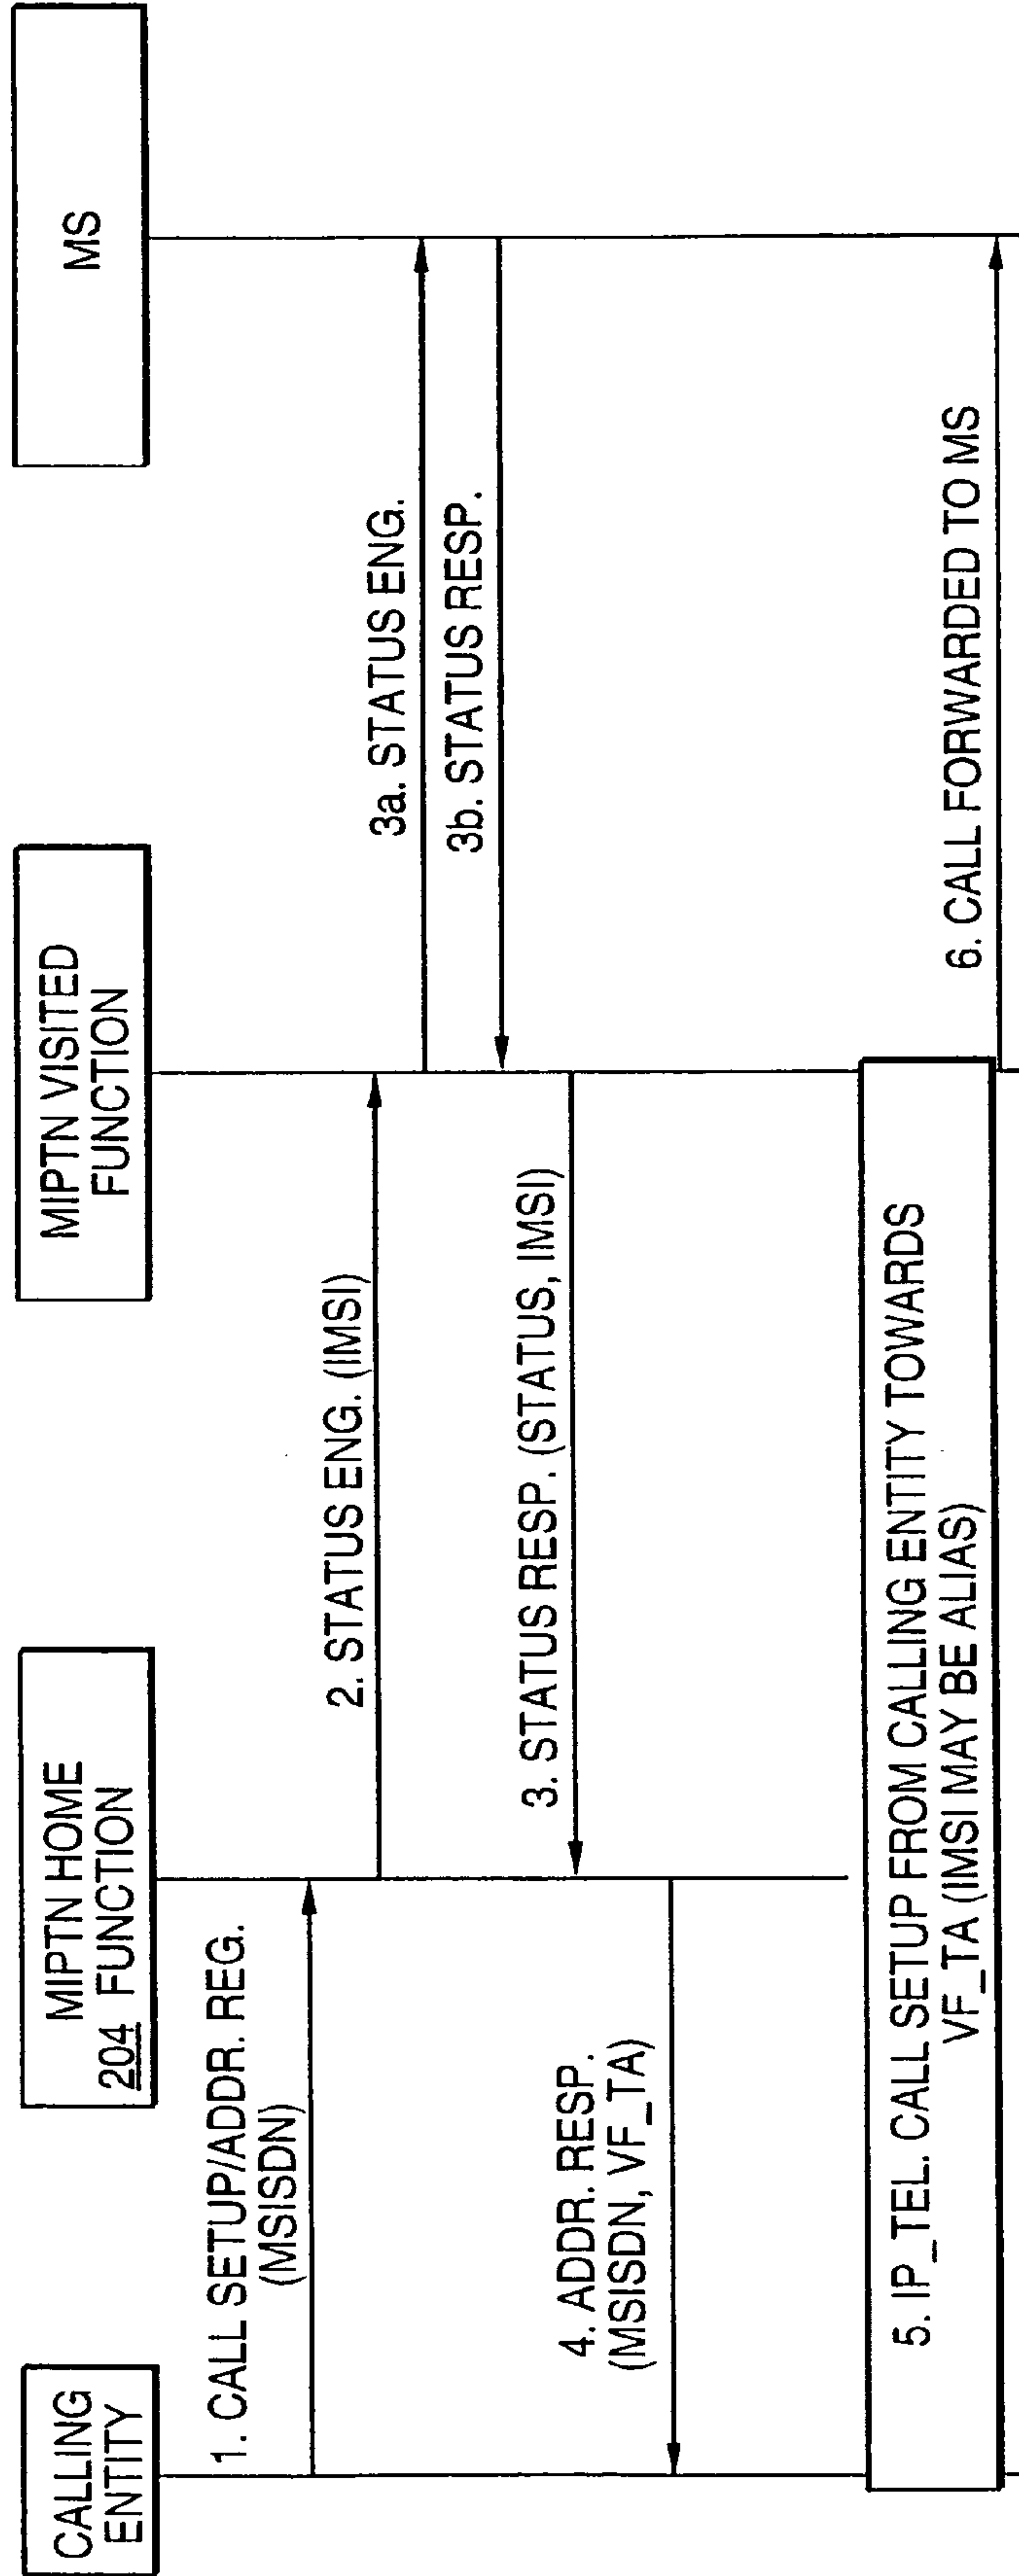 CALLING
ENTITY
MIPTN HOME
204 FUNCTION
MIPTN VISITED
FUNCTION
MS
1. CALL SETUP/ADDR. REG.
(MSISDN)
2. STATUS ENG. (IMSI)
3a. STATUS ENG.
3b. STATUS RESP.
3. STATUS RESP. (STATUS, IMSI)
4. ADDR. RESP.
(MSISDN, VF_TA)
5. IP_TEL. CALL SETUP FROM CALLING ENTITY TOWARDS
VF_TA (IMSI MAY BE ALIAS)
6. CALL FORWARDED TO MS